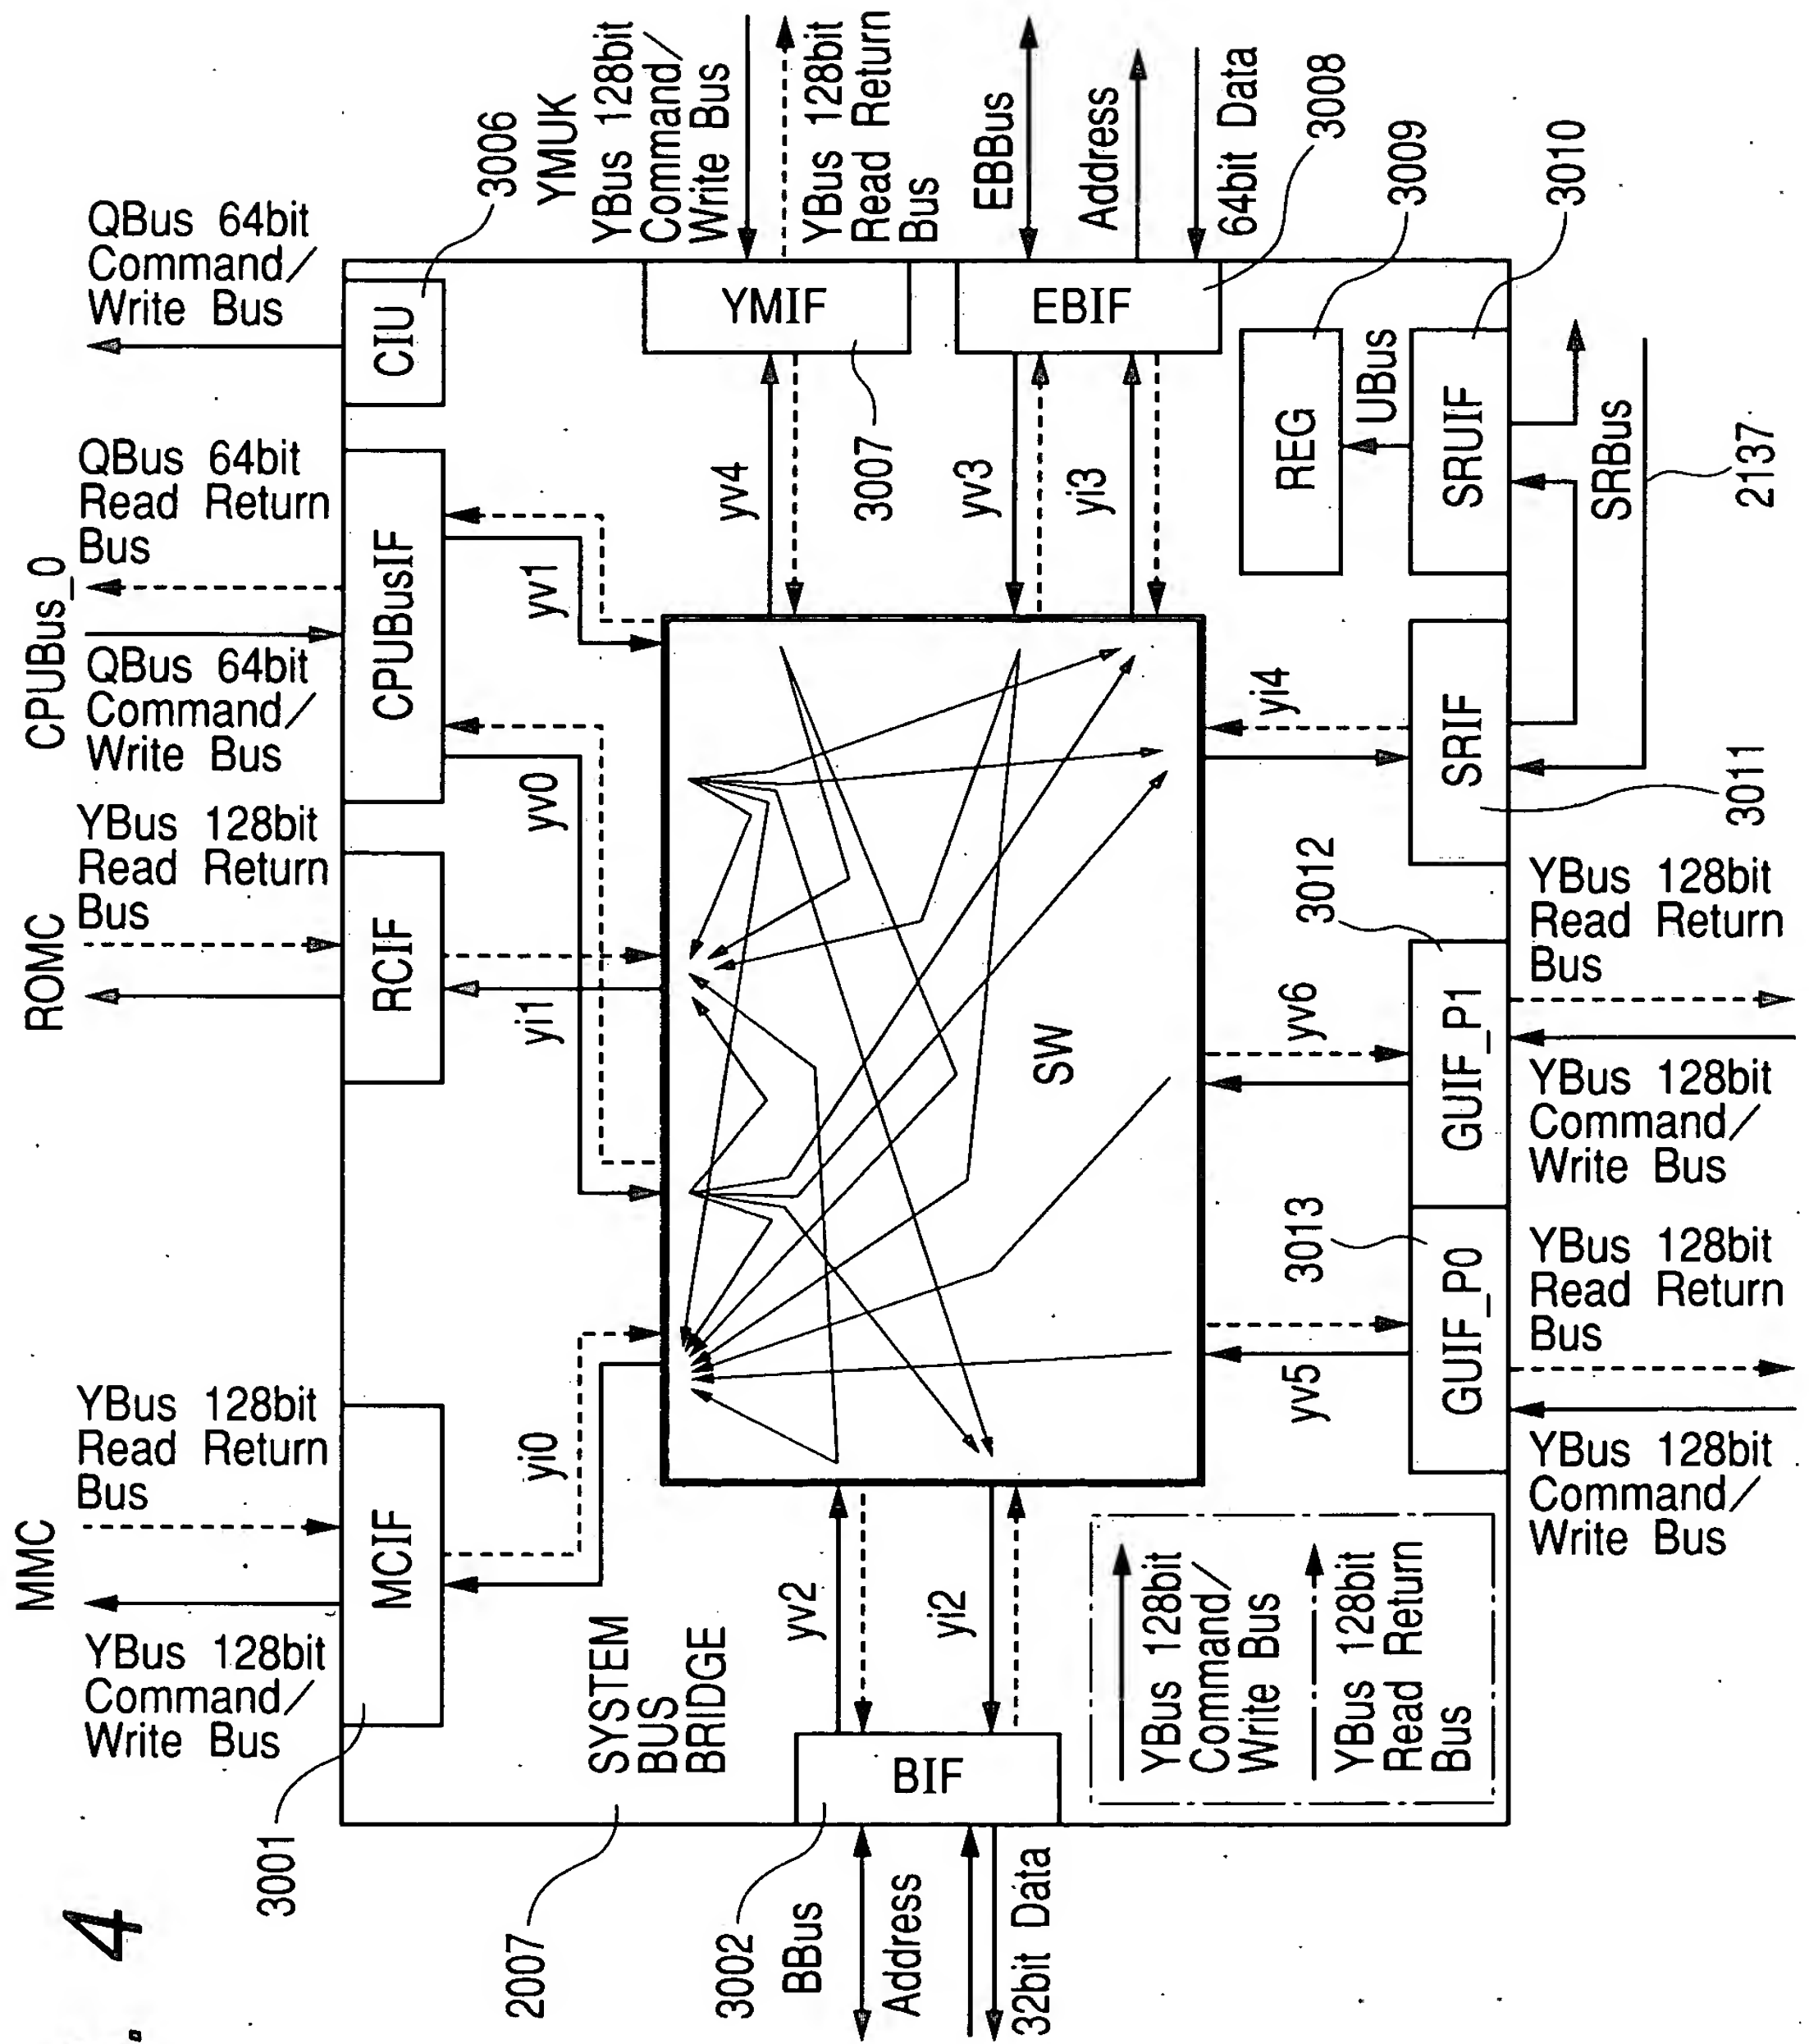 . 4
MMC
YBus 128bit
Read Return
Bus
YBus 128bit
Command/
Write Bus
3001
MCIF
ROMC
YBus 128bit
Read Return
Bus
RCIF
CPUBus_0
QBus 64bit
Read Return
Bus
QBus 64bit
Command/
Write Bus
CPUBusIF
QBus 64bit
Command/
Write Bus
CIU
3006
YMUK
YBus 128bit
Command/
Write Bus
YBus 128bit
Read Return
Bus
YMIF
3007
EBBus
Address
64bit Data
EBIF
3008
REG
3009
UBus
SRUIF
3010
SRBus
2137
SRIF
3011
yi0
yi1
yv0
yv1
yv4
yv3
yi3
yi4
yv6
yv5
yv2
yi2
SW
2007
SYSTEM
BUS
BRIDGE
3002
BBus
Address
32bit Data
BIF
YBus 128bit
Command/
Write Bus
YBus 128bit
Read Return
Bus
3013
GUIF_P0
YBus 128bit
Read Return
Bus
YBus 128bit
Command/
Write Bus
3012
GUIF_P1
YBus 128bit
Read Return
Bus
YBus 128bit
Command/
Write Bus